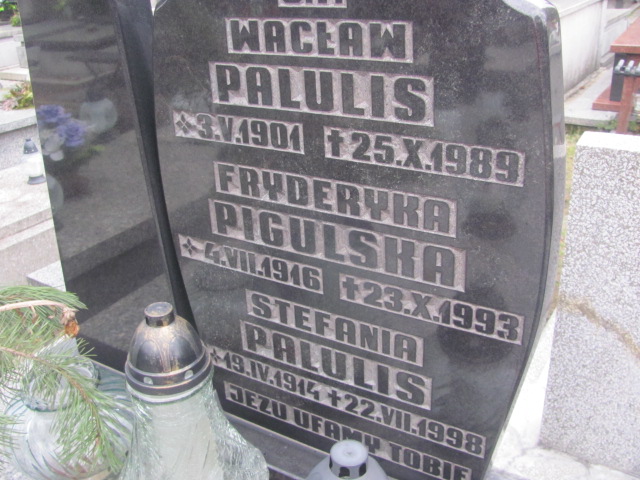 WACŁAW
PALULIS
3.V.1901 †25.X.1989
FRYDERYKA
PIGULSKA
4.VII.1916 †23.X.1993
STEFANIA
PALULIS
19.IV.1914 †22.VII.1998
JEZU UFAMY TOBIE